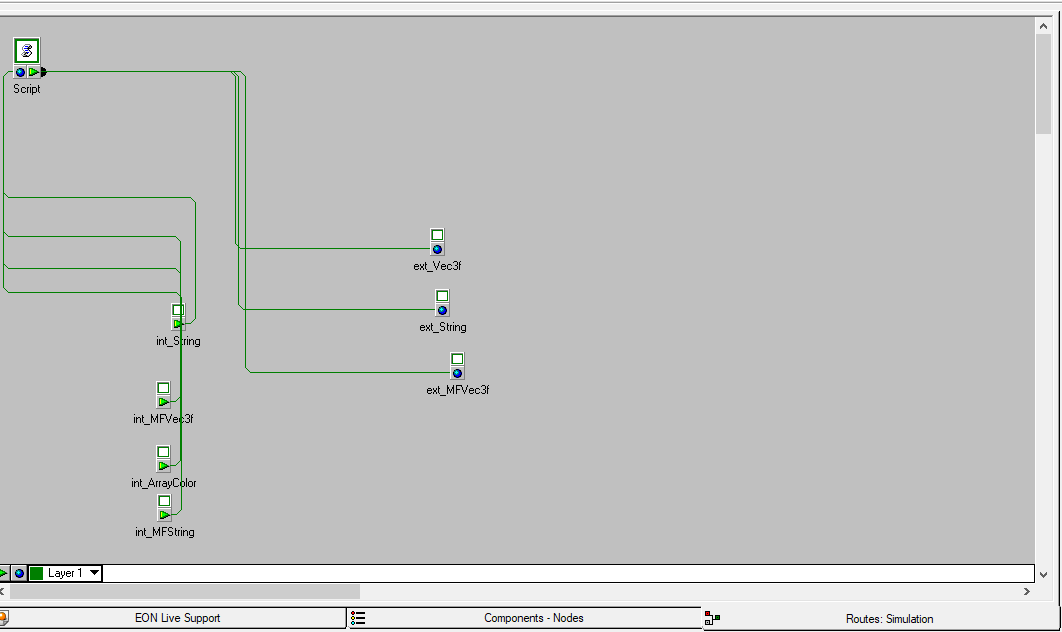 Script
ext_Vec3f
ext_String
int_String
ext_MFVec3f
int_MFVec3f
int_ArrayColor
int_MFString
Layer 1
EON Live Support
Components - Nodes
Routes: Simulation